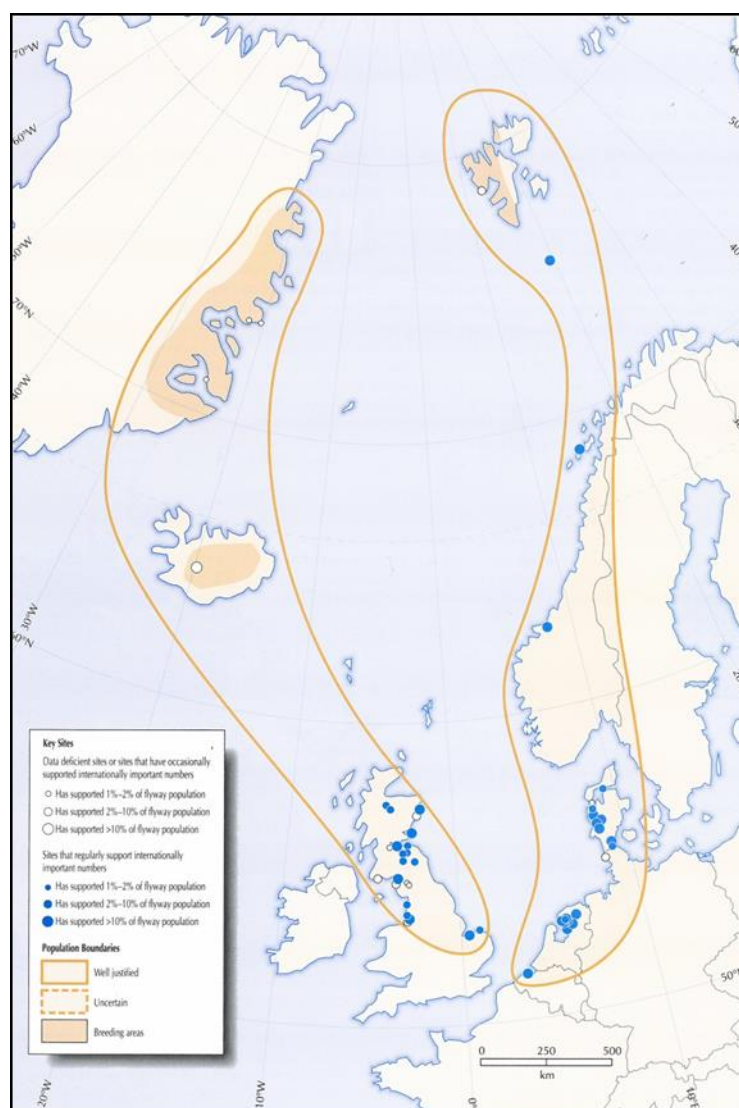 70°W
60°W
50
50°W
40
70°N
40°W
30
30°W
60°N
20
Key Sites
Data deficient sites or sites that have occasionally
supported internationally important numbers
Has supported 1%–2% of flyway population
Has supported 2%–10% of flyway population
Has supported >10% of flyway population
Sites that regularly support internationally
important numbers
Has supported 1%–2% of flyway population
Has supported 2%–10% of flyway population
Has supported >10% of flyway population
Population Boundaries
Well justified
Uncertain
Breeding areas
50°
0 250 500
km
20°W
10°W
0°
10°E